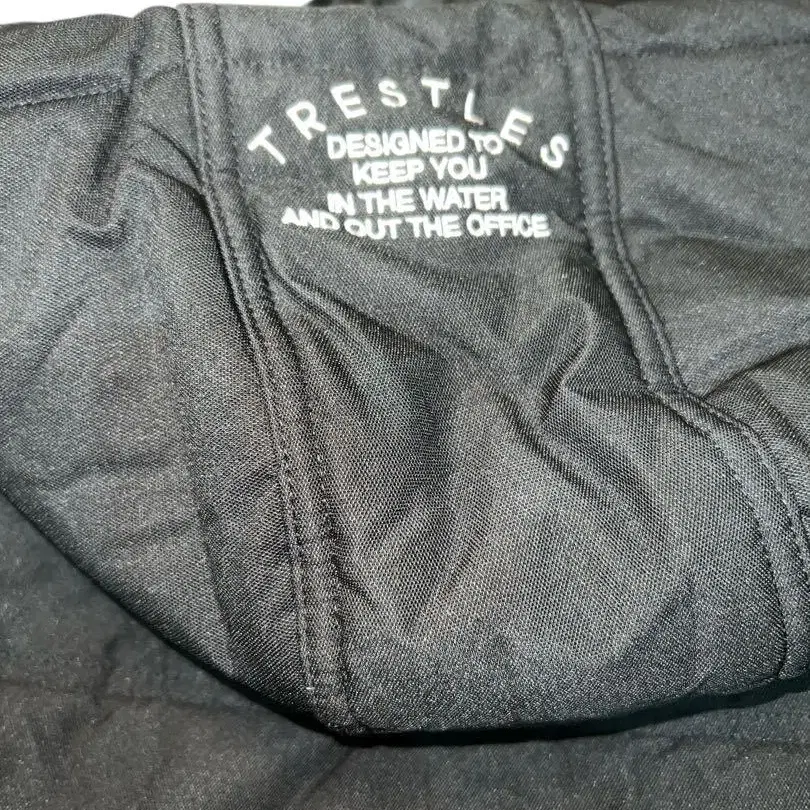 TRESTLES
DESIGNED TO
KEEP YOU
IN THE WATER
AND OUT THE OFFICE